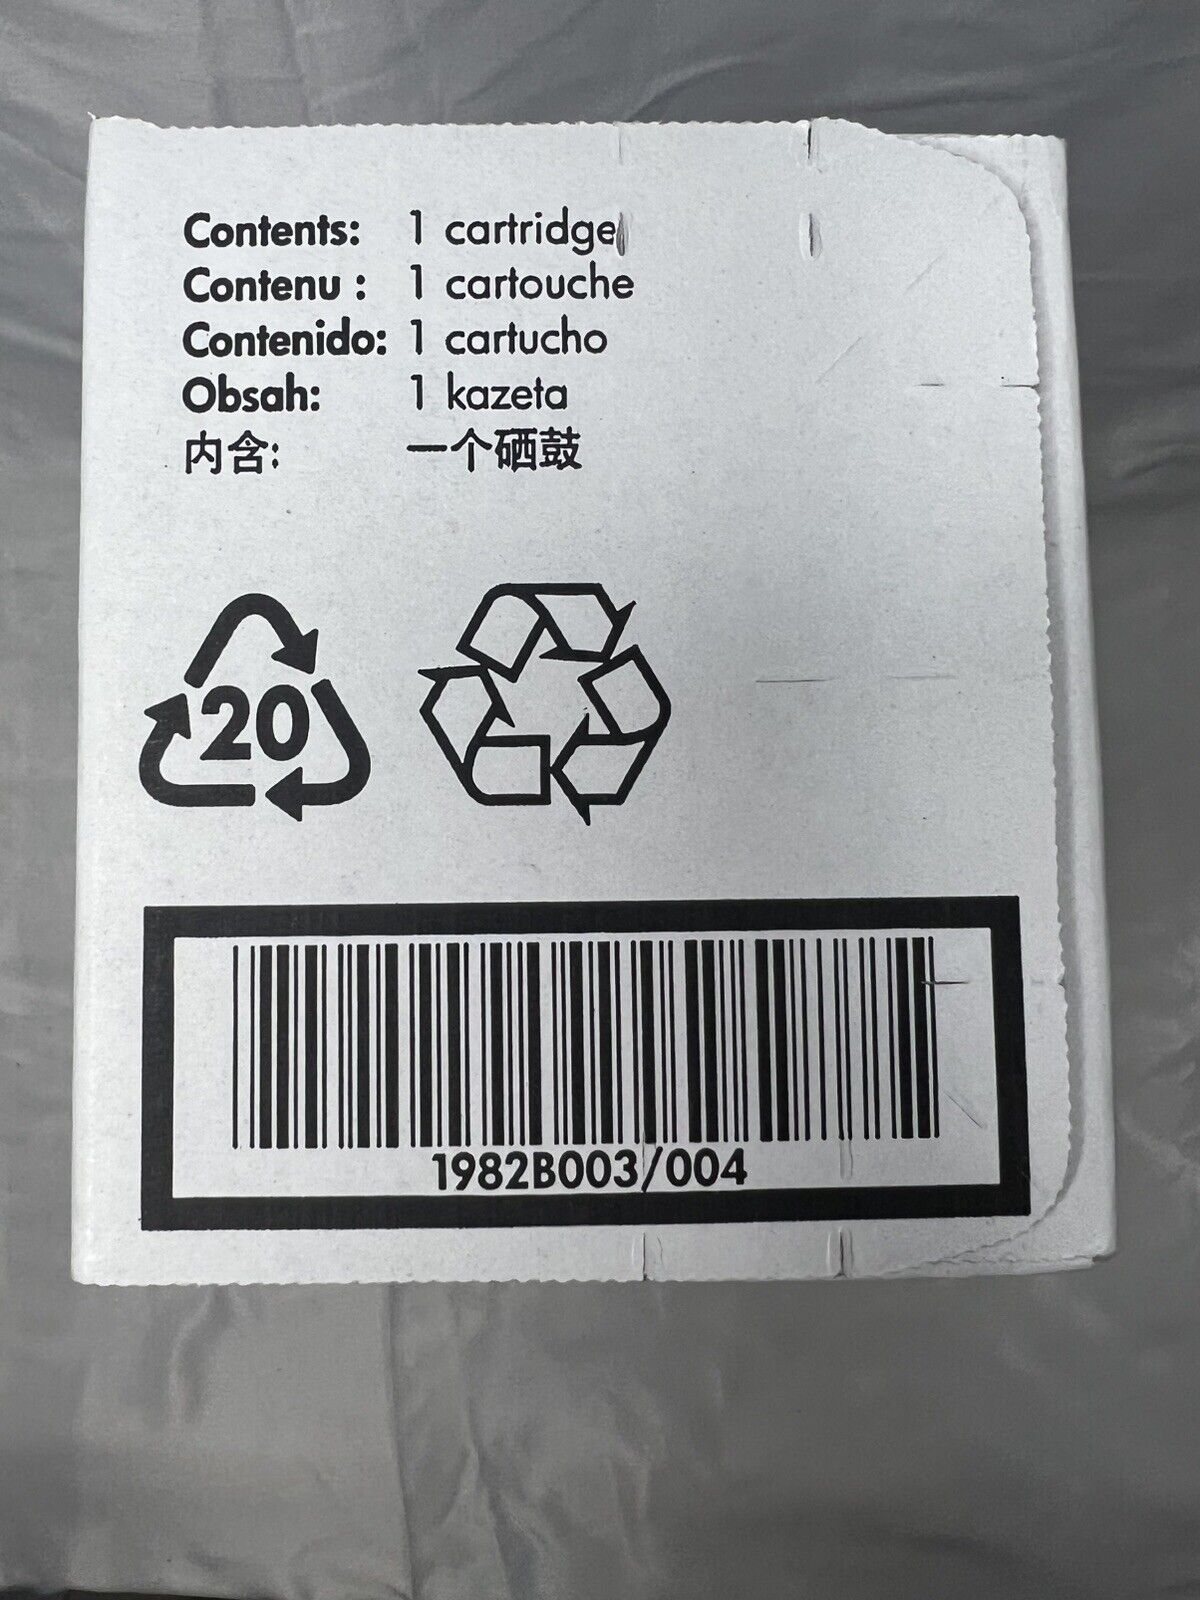 Contents: 1 cartridge
Contenu : 1 cartouche
Contenido: 1 cartucho
Obsah: 1 kazeta
内含: 一个硒鼓
20
1982B003/004